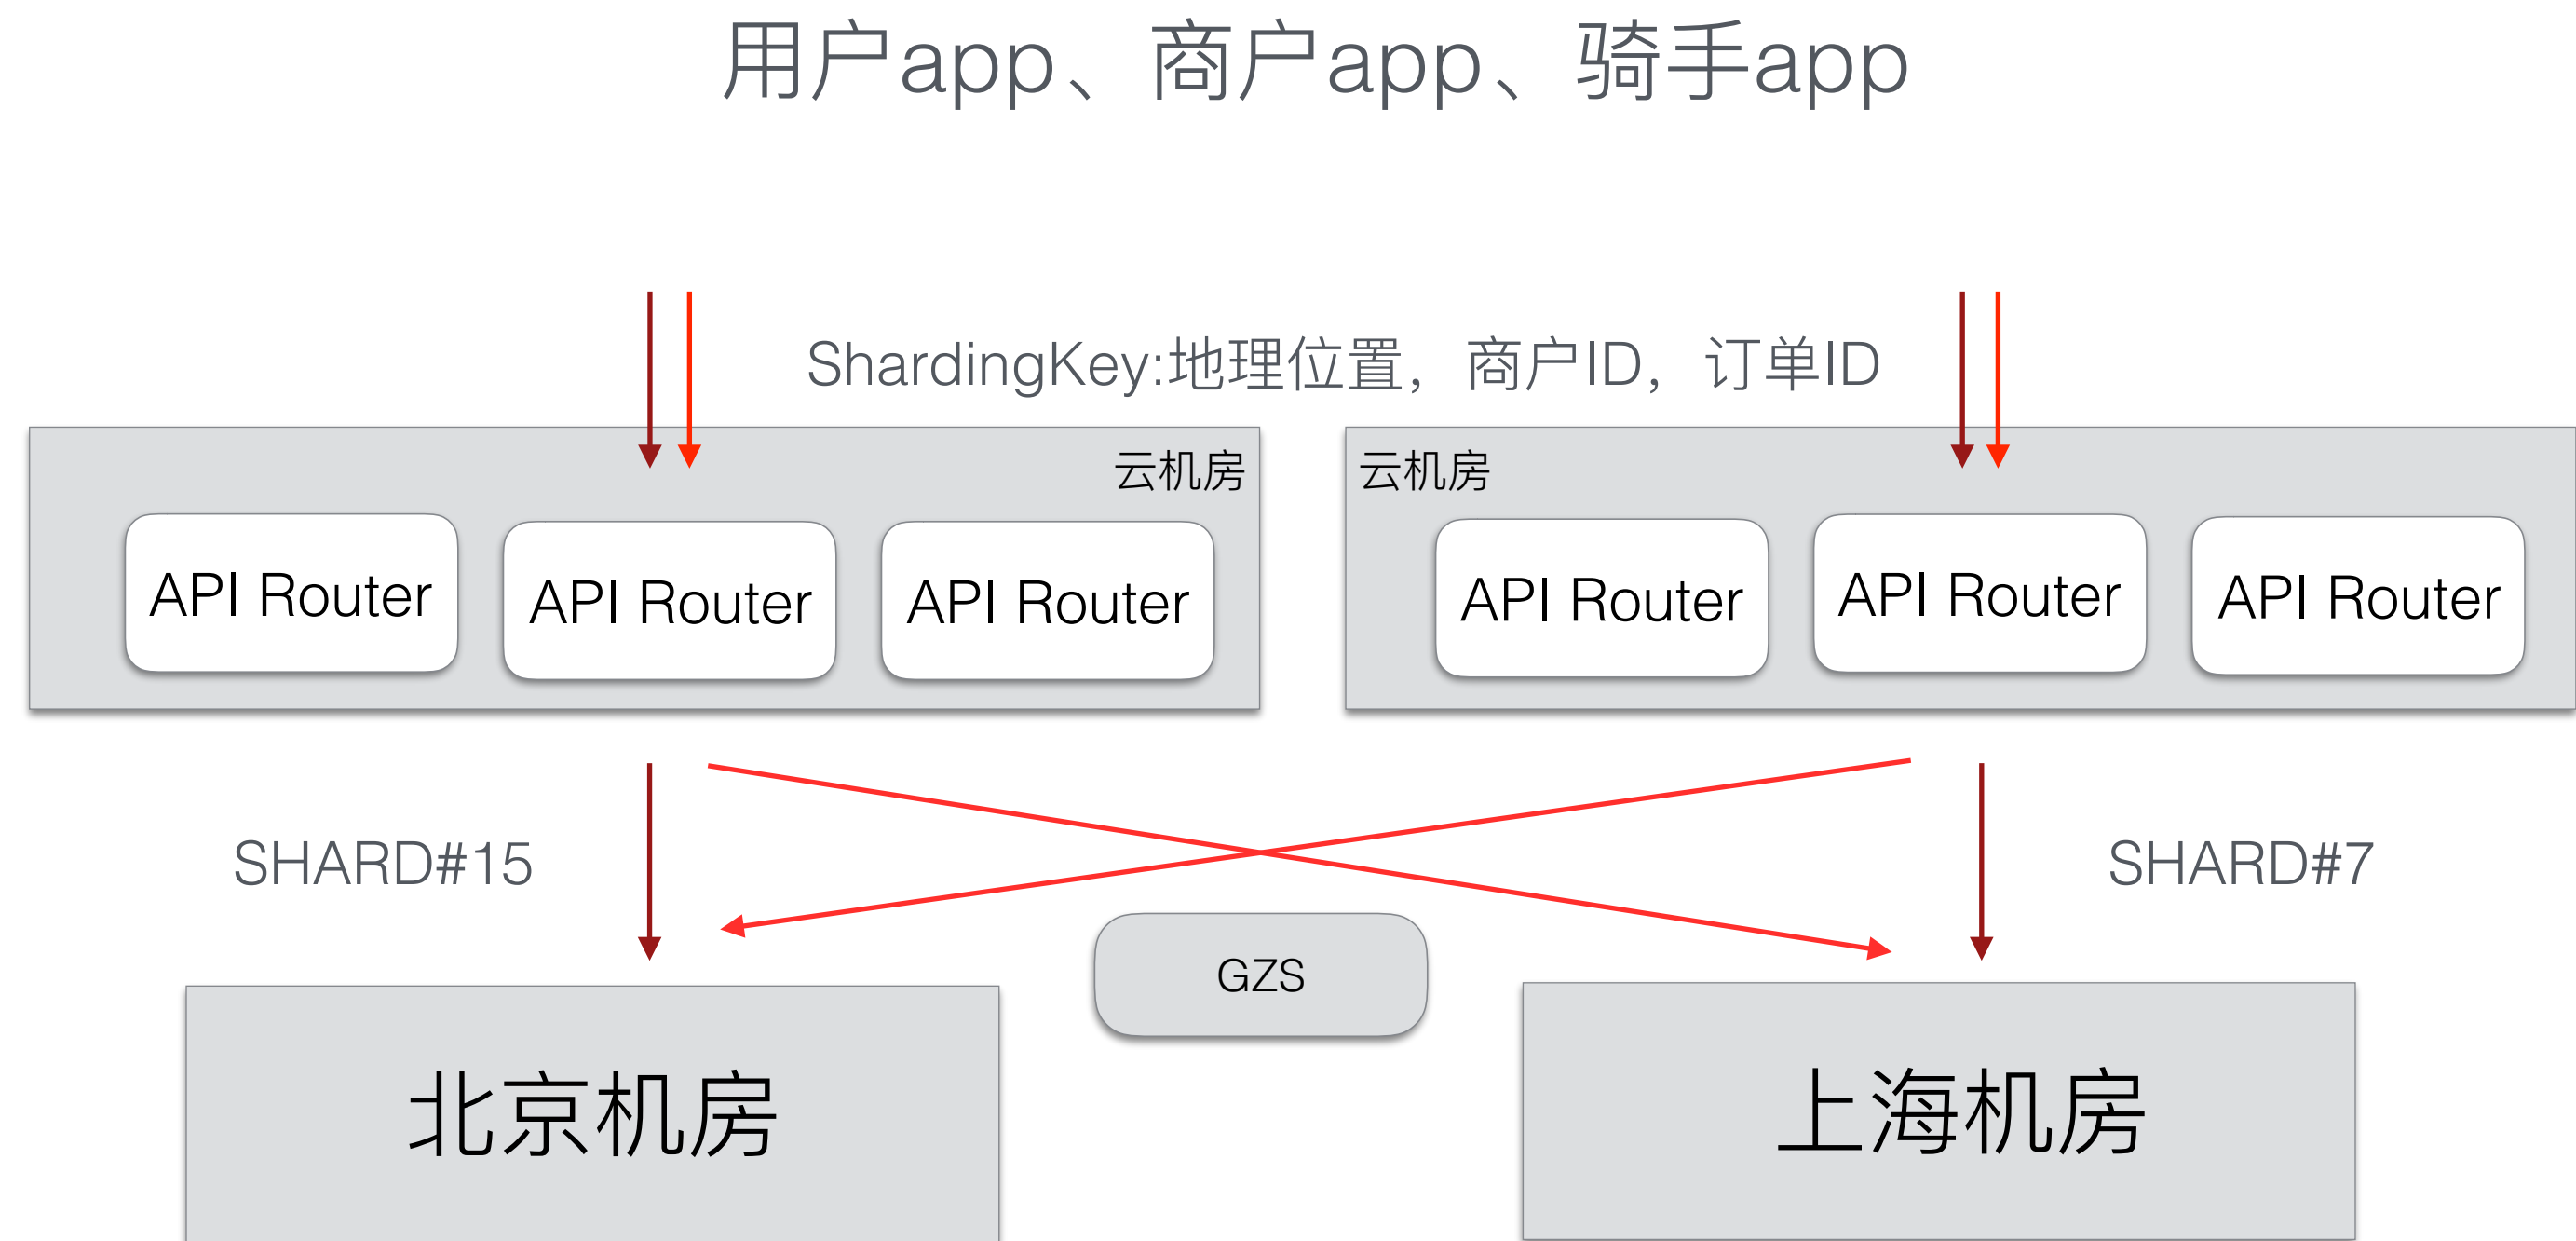 用户app、商户app、骑手app
ShardingKey:地理位置，商户ID，订单ID
云机房
云机房
API Router
API Router
API Router
API Router
API Router
API Router
SHARD#15
SHARD#7
GZS
北京机房
上海机房